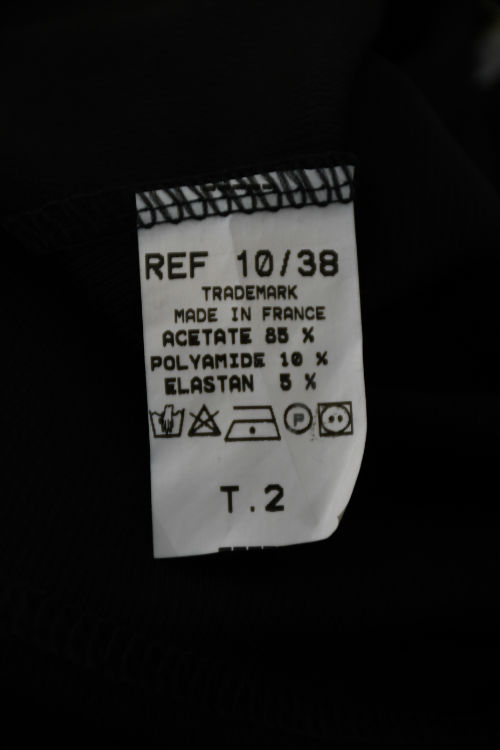 REF 10/38
TRADEMARK
MADE IN FRANCE
ACETATE 85 %
POLYAMIDE 10 %
ELASTAN 5 %
P
T.2